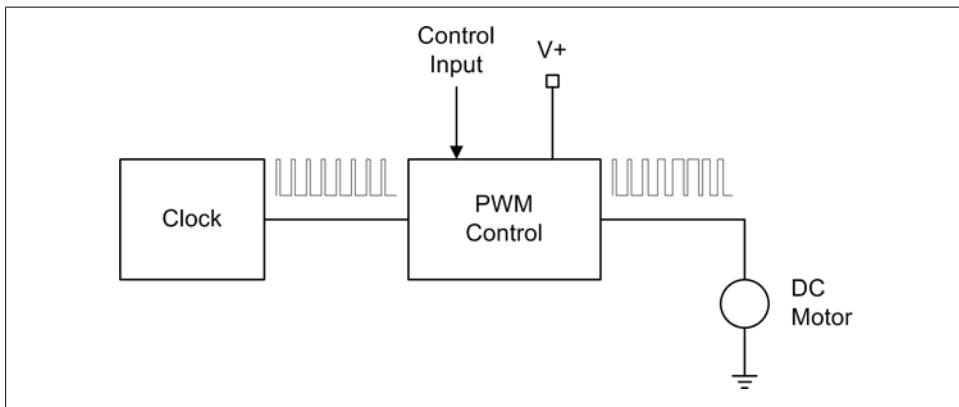 Control
Input
V+
Clock
PWM
Control
DC
Motor